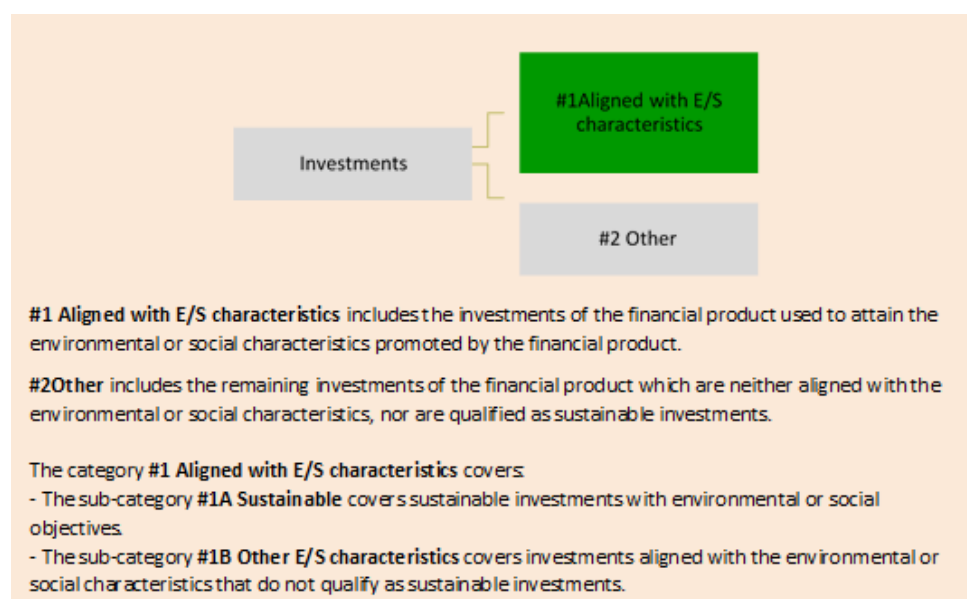 #1Aligned with E/S
characteristics
Investments
#2 Other
#1 Aligned with E/S characteristics includes the investments of the financial product used to attain the
environmental or social characteristics promoted by the financial product.
#2Other includes the remaining investments of the financial product which are neither aligned with the
environmental or social characteristics, nor are qualified as sustainable investments.
The category #1 Aligned with E/S characteristics covers:
- The sub-category #1A Sustainable covers sustainable investments with environmental or social
objectives.
- The sub-category #1B Other E/S characteristics covers investments aligned with the environmental or
social characteristics that do not qualify as sustainable investments.